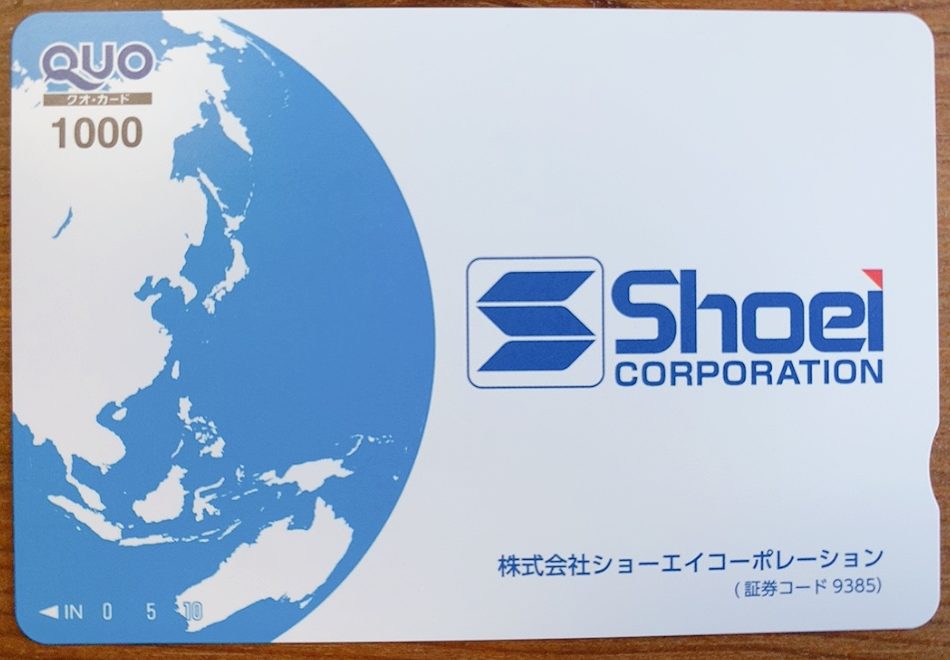 QUO
クオ・カード
1000
Shoei
CORPORATION
株式会社ショーエイコーポレーション
(証券コード 9385)
◀IN 0 5 10